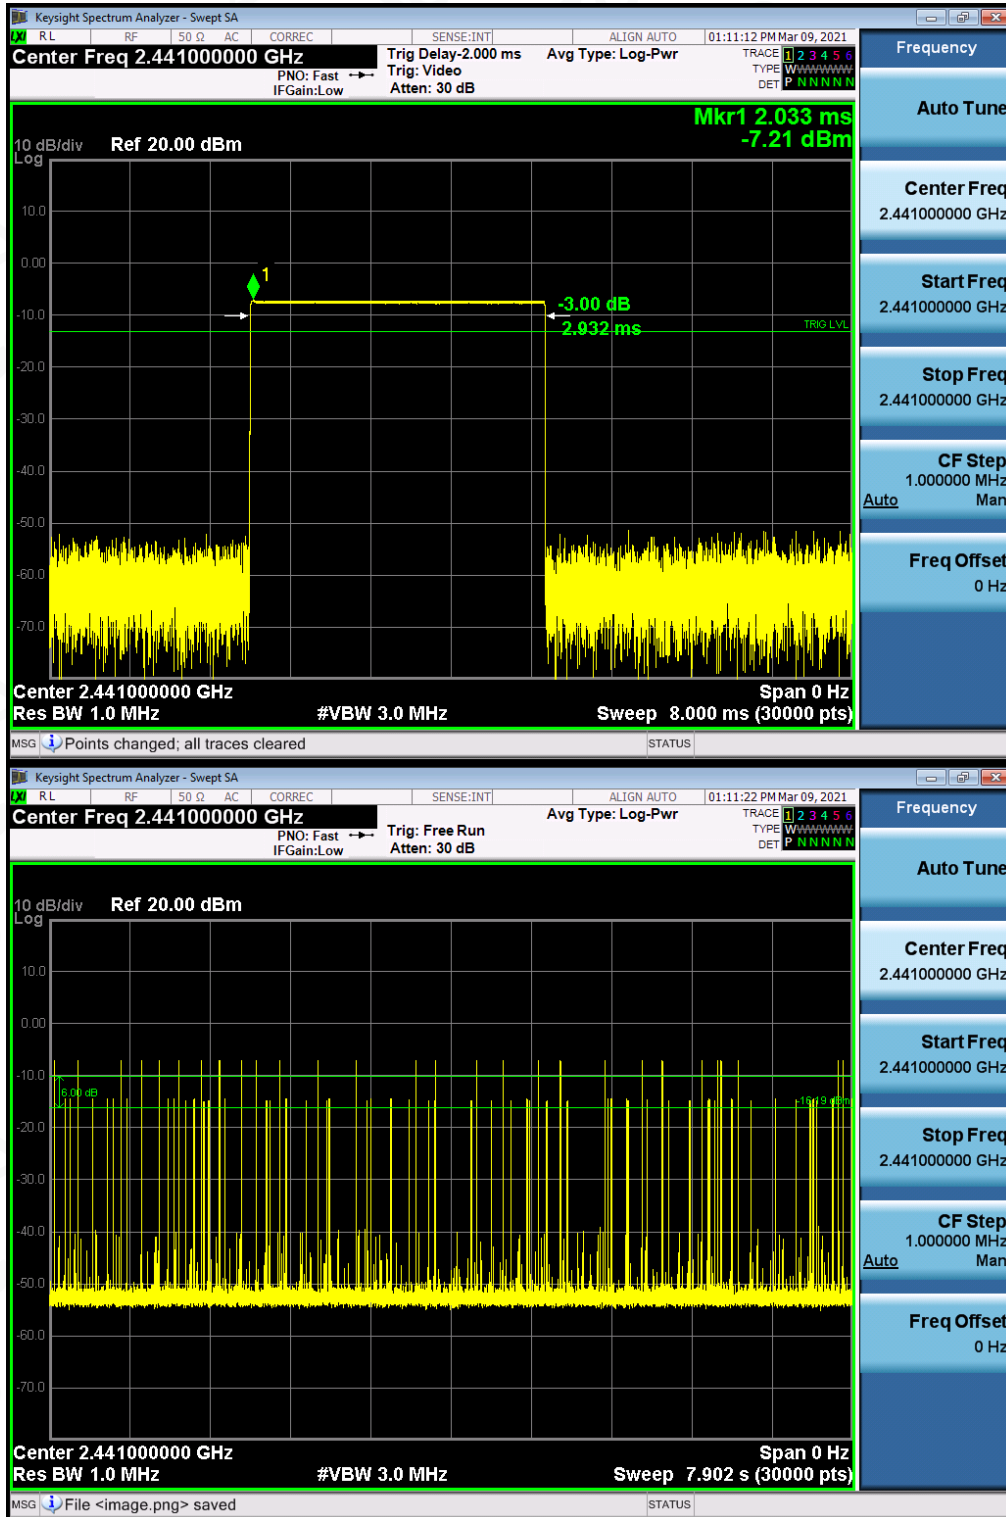 Keysight Spectrum Analyzer - Swept SA
LXI RL RF 50 Ω AC CORREC SENSE:INT ALIGN AUTO 01:11:12 PM Mar 09, 2021
Center Freq 2.441000000 GHz Trig Delay-2.000 ms Avg Type: Log-Pwr TRACE 1 2 3 4 5 6
PNO: Fast Trig: Video TYPE WWWWWW
IFGain:Low Atten: 30 dB DET P N N N N N
Mkr1 2.033 ms
-7.21 dBm
10 dB/div Ref 20.00 dBm
Log
10.0
0.00
1
-10.0
-3.00 dB
2.932 ms
TRIG LVL
-20.0
-30.0
-40.0
-50.0
-60.0
-70.0
Center 2.441000000 GHz Span 0 Hz
Res BW 1.0 MHz #VBW 3.0 MHz Sweep 8.000 ms (30000 pts)
MSG Points changed; all traces cleared STATUS
Frequency
Auto Tune
Center Freq
2.441000000 GHz
Start Freq
2.441000000 GHz
Stop Freq
2.441000000 GHz
CF Step
1.000000 MHz
Auto Man
Freq Offset
0 Hz
Keysight Spectrum Analyzer - Swept SA
LXI RL RF 50 Ω AC CORREC SENSE:INT ALIGN AUTO 01:11:22 PM Mar 09, 2021
Center Freq 2.441000000 GHz Avg Type: Log-Pwr TRACE 1 2 3 4 5 6
PNO: Fast Trig: Free Run TYPE WWWWWW
IFGain:Low Atten: 30 dB DET P N N N N N
10 dB/div Ref 20.00 dBm
Log
10.0
0.00
-10.0
6.00 dB
-16.19 dBm
-20.0
-30.0
-40.0
-50.0
-60.0
-70.0
Center 2.441000000 GHz Span 0 Hz
Res BW 1.0 MHz #VBW 3.0 MHz Sweep 7.902 s (30000 pts)
MSG File <image.png> saved STATUS
Frequency
Auto Tune
Center Freq
2.441000000 GHz
Start Freq
2.441000000 GHz
Stop Freq
2.441000000 GHz
CF Step
1.000000 MHz
Auto Man
Freq Offset
0 Hz